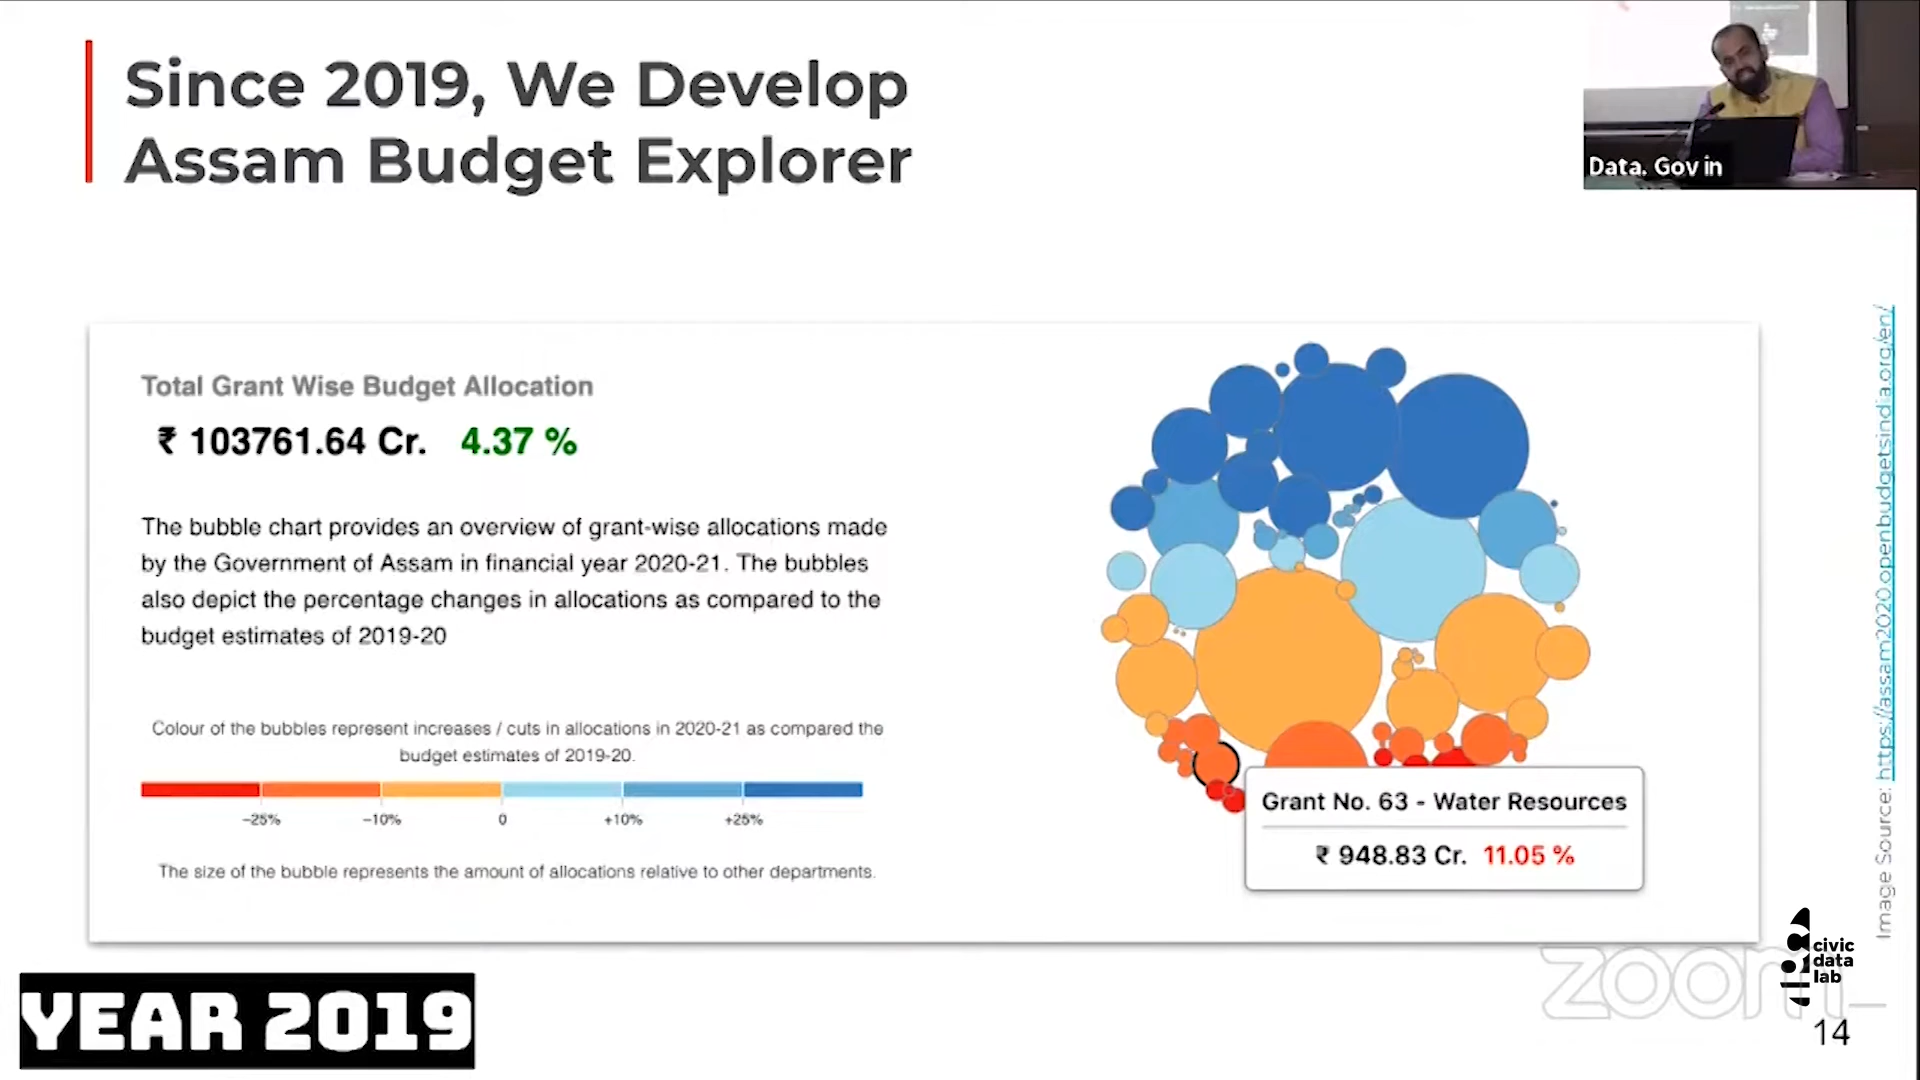 Since 2019, We Develop
Assam Budget Explorer
Data. Gov in
Total Grant Wise Budget Allocation
₹ 103761.64 Cr. 4.37 %
The bubble chart provides an overview of grant-wise allocations made
by the Government of Assam in financial year 2020-21. The bubbles
also depict the percentage changes in allocations as compared to the
budget estimates of 2019-20
Colour of the bubbles represent increases / cuts in allocations in 2020-21 as compared the
budget estimates of 2019-20.
−25% −10% 0 +10% +25%
The size of the bubble represents the amount of allocations relative to other departments.
Grant No. 63 - Water Resources
₹ 948.83 Cr. 11.05 %
Image Source: https://assam2020.openbudgetsindia.org/en/
YEAR 2019
zoom
civic
data
lab
14